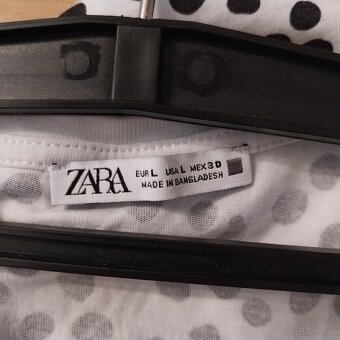 ZARA
EUR L USA L MEX 30
MADE IN BANGLADESH